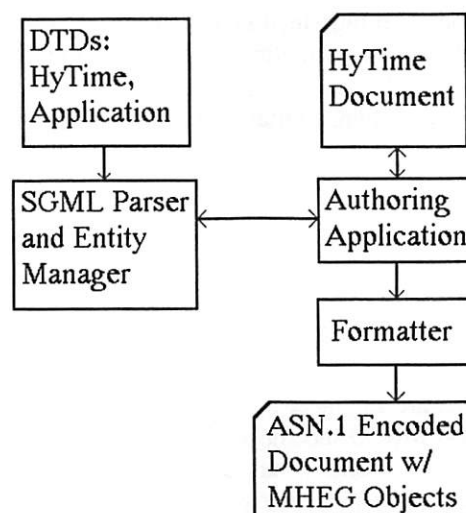 DTDs:
HyTime,
Application
HyTime
Document
SGML Parser
and Entity
Manager
Authoring
Application
Formatter
ASN.1 Encoded
Document w/
MHEG Objects